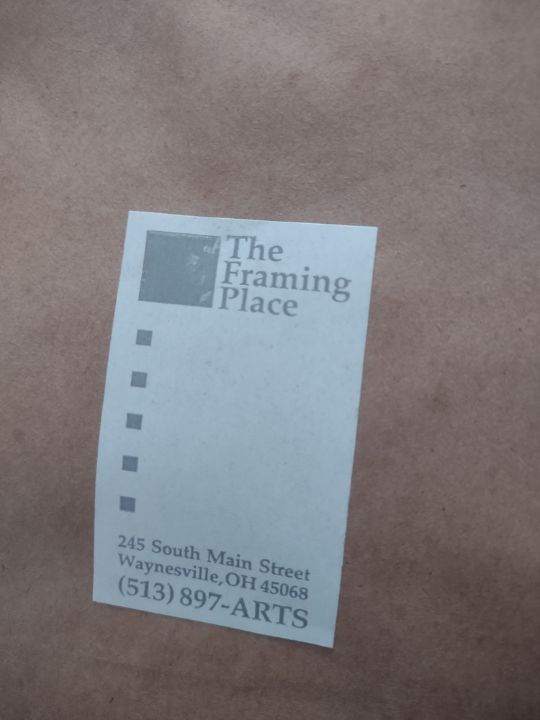 The
Framing
Place
245 South Main Street
Waynesville, OH 45068
(513) 897-ARTS